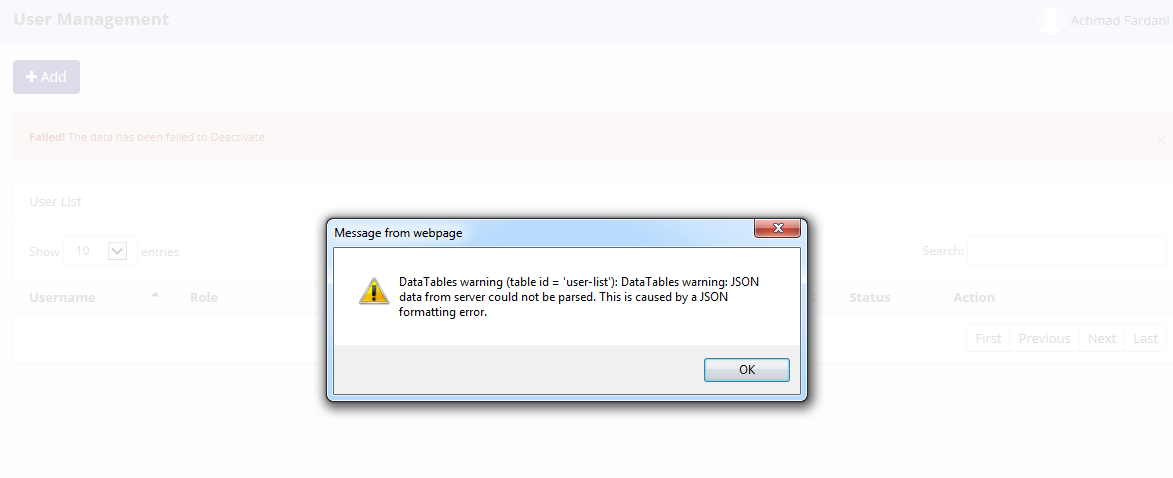 User Management
Achmad Fardani
+ Add
Failed! The data has been failed to Deactivate
×
User List
Show 10 entries
Search:
Message from webpage
DataTables warning (table id = 'user-list'): DataTables warning: JSON
data from server could not be parsed. This is caused by a JSON
formatting error.
OK
Username Role Status Action
First Previous Next Last